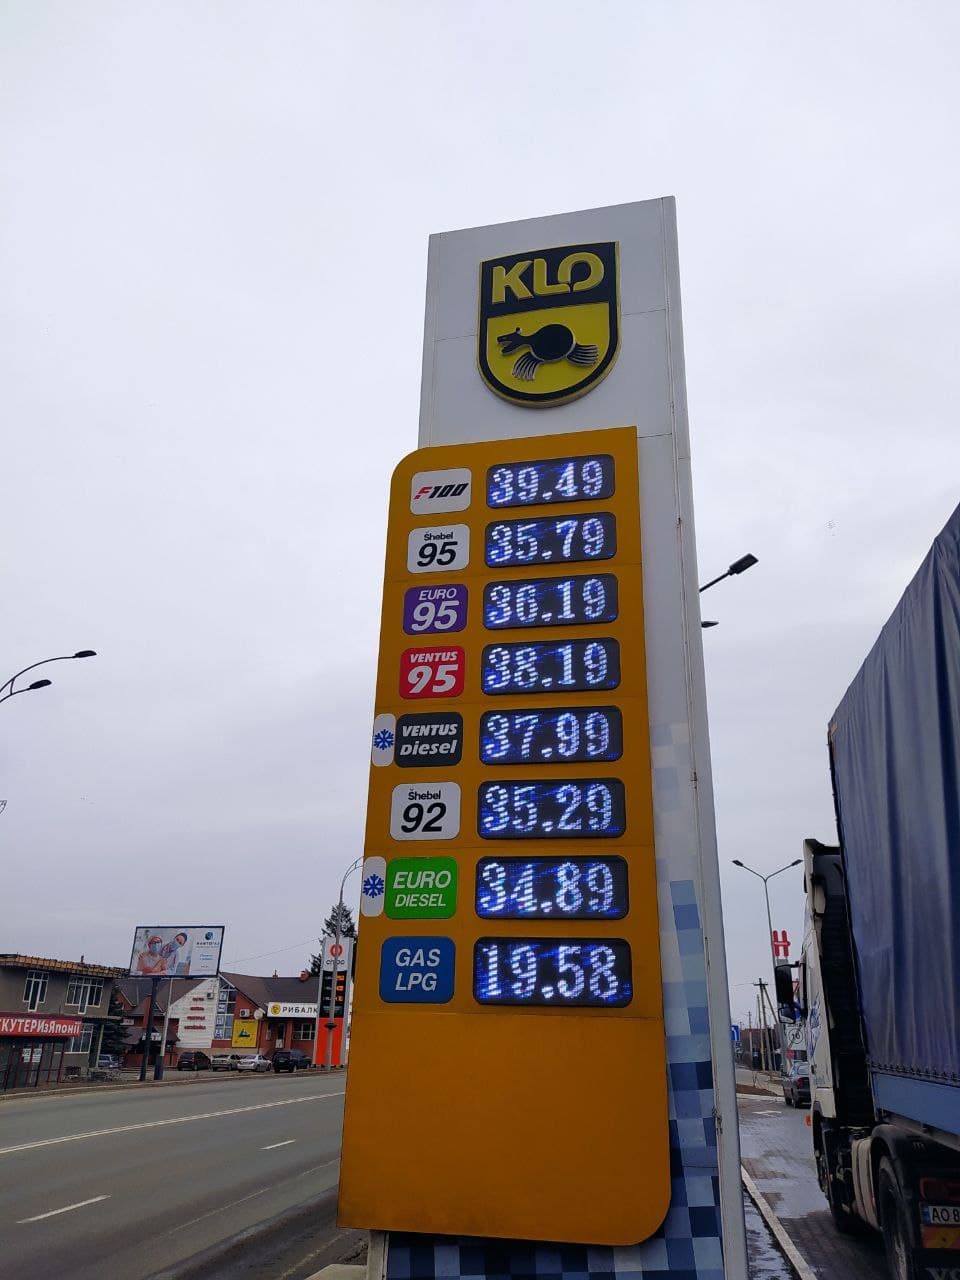 KLO
F100 39.49
Shebel
95 35.79
EURO
95 36.19
VENTUS
95 38.19
VENTUS
Diesel 37.99
Shebel
92 35.29
EURO
DIESEL 34.89
GAS
LPG 19.58
КУТЕРИзЯпонії
РИБАЛК
AO